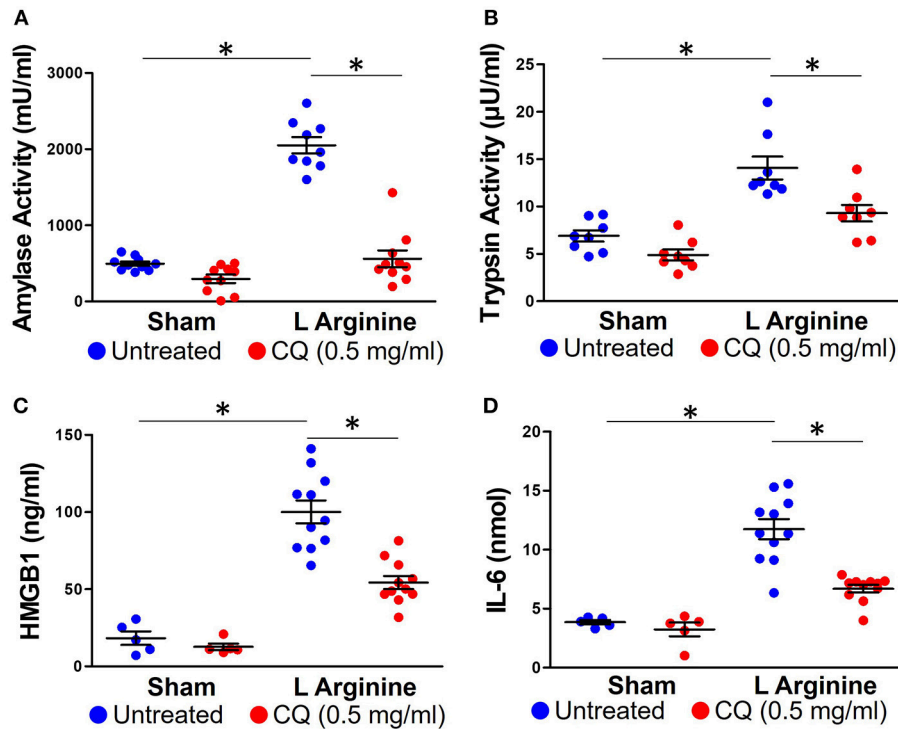 A
Amylase Activity (mU/ml)
*
*
3000
2000
1000
0
Sham
L Arginine
Untreated
CQ (0.5 mg/ml)
B
Trypsin Activity (µU/ml)
*
*
25
20
15
10
5
0
Sham
L Arginine
Untreated
CQ (0.5 mg/ml)
C
HMGB1 (ng/ml)
*
*
150
100
50
0
Sham
L Arginine
Untreated
CQ (0.5 mg/ml)
D
IL-6 (nmol)
*
*
20
15
10
5
0
Sham
L Arginine
Untreated
CQ (0.5 mg/ml)